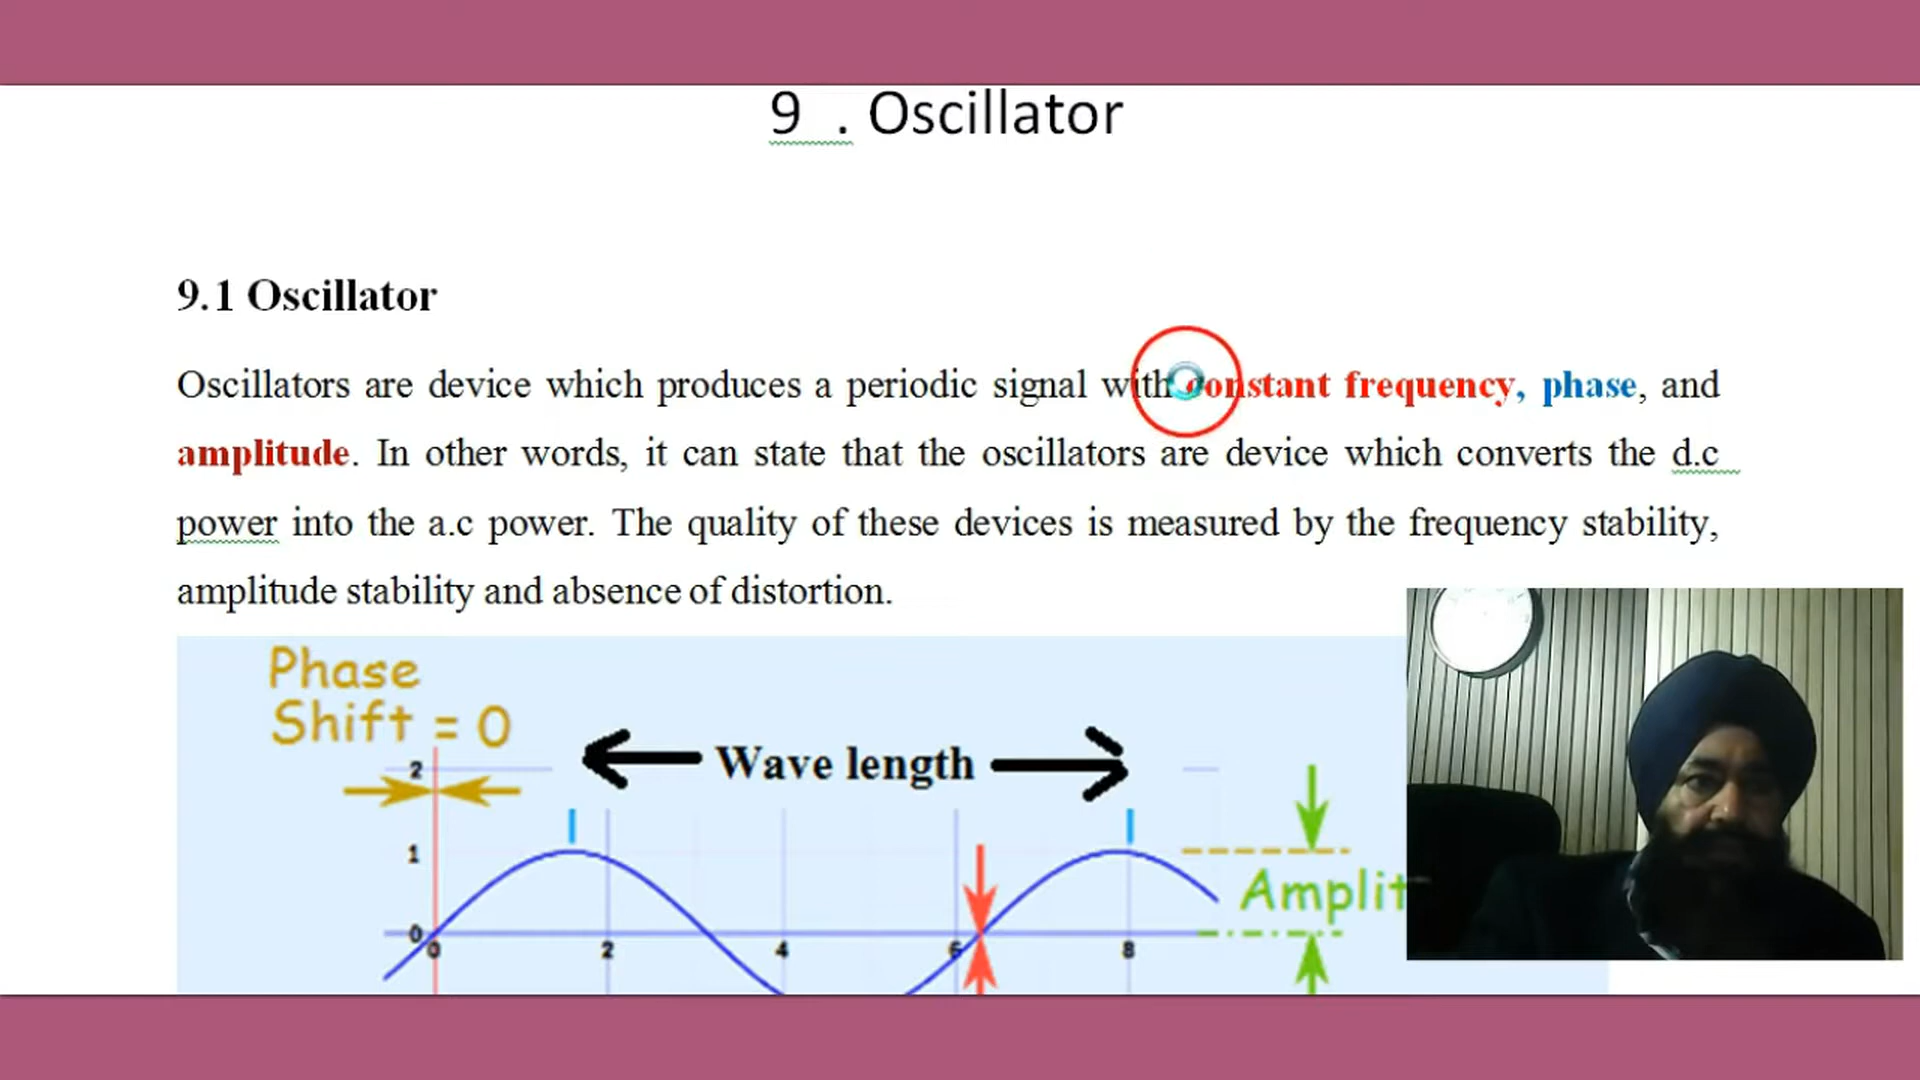 9 . Oscillator
9.1 Oscillator
Oscillators are device which produces a periodic signal with constant frequency, phase, and
amplitude. In other words, it can state that the oscillators are device which converts the d.c
power into the a.c power. The quality of these devices is measured by the frequency stability,
amplitude stability and absence of distortion.
Phase
Shift = 0
Wave length
2
1
Amplit
0
0 2 4 6 8